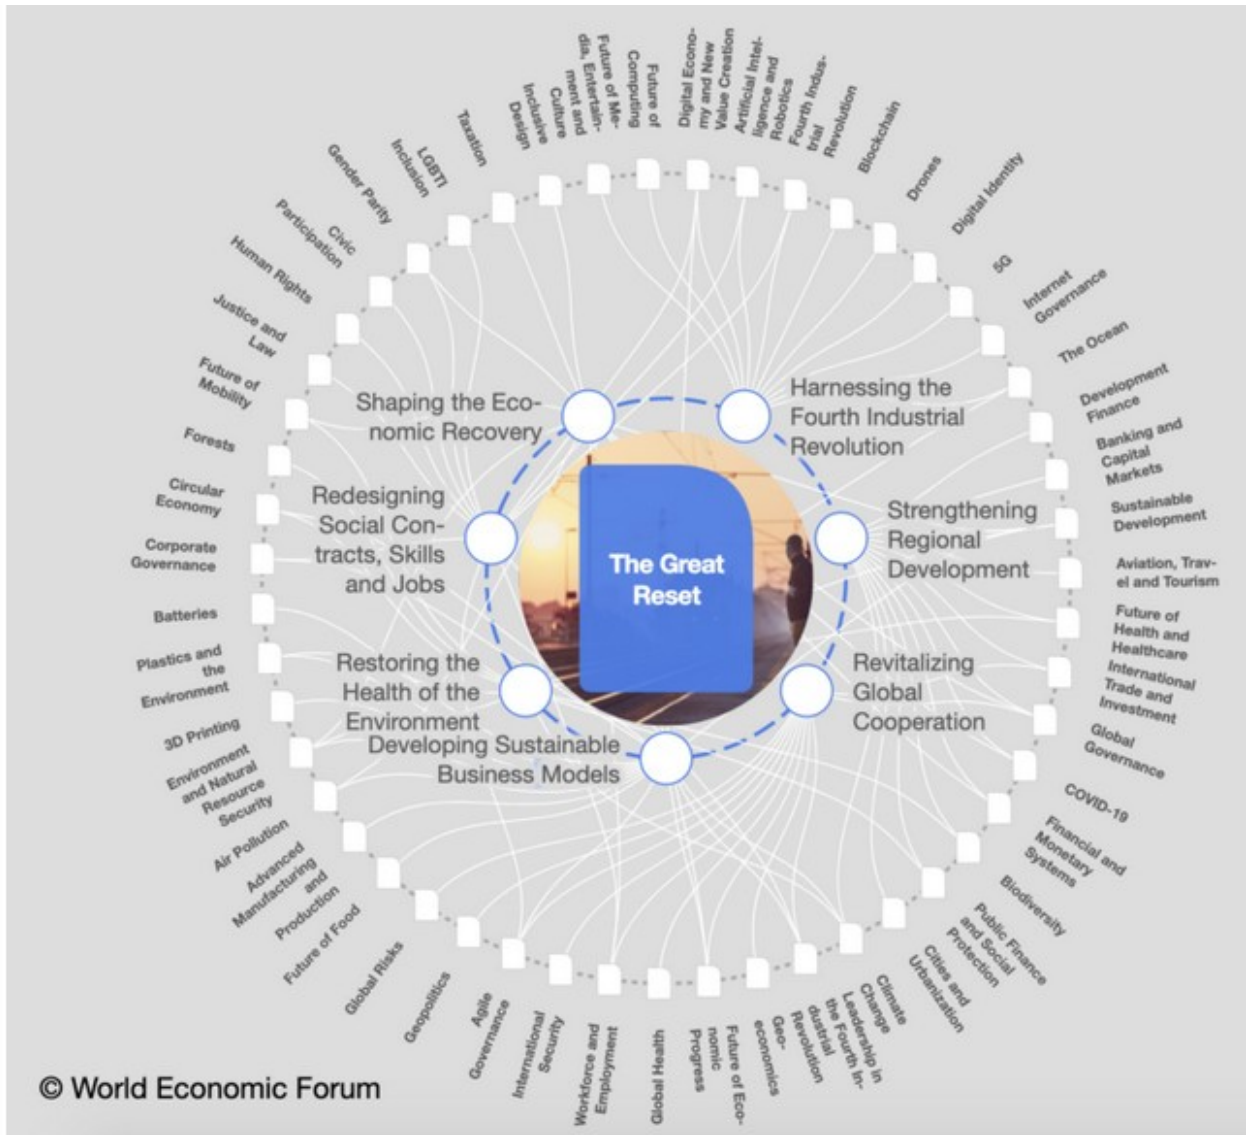 The Great
Reset
Harnessing the
Fourth Industrial
Revolution
Strengthening
Regional
Development
Revitalizing
Global
Cooperation
Developing Sustainable
Business Models
Restoring the
Health of the
Environment
Redesigning
Social Con-
tracts, Skills
and Jobs
Shaping the Eco-
nomic Recovery
Digital Econo-
my and New
Value Creation
Artificial Intel-
ligence and
Robotics
Fourth Indus-
trial
Revolution
Blockchain
Drones
Digital Identity
5G
Internet
Governance
The Ocean
Development
Finance
Banking and
Capital
Markets
Sustainable
Development
Aviation, Trav-
el and Tourism
Future of
Health and
Healthcare
International
Trade and
Investment
Global
Governance
COVID-19
Financial and
Monetary
Systems
Biodiversity
Public Finance
and Social
Protection
Cities and
Urbanization
Climate
Change
Leadership in
the Fourth In-
dustrial
Revolution
Geo-
economics
Future of Eco-
nomic
Progress
Global Health
Workforce and
Employment
International
Security
Agile
Governance
Geopolitics
Global Risks
Future of Food
Advanced
Manufacturing
and
Production
Air Pollution
Environment
and Natural
Resource
Security
3D Printing
Plastics and
the
Environment
Batteries
Corporate
Governance
Circular
Economy
Forests
Future of
Mobility
Justice and
Law
Human Rights
Civic
Participation
Gender Parity
LGBTI
Inclusion
Taxation
Inclusive
Design
Future of Me-
dia, Entertain-
ment and
Culture
Future of
Computing
© World Economic Forum